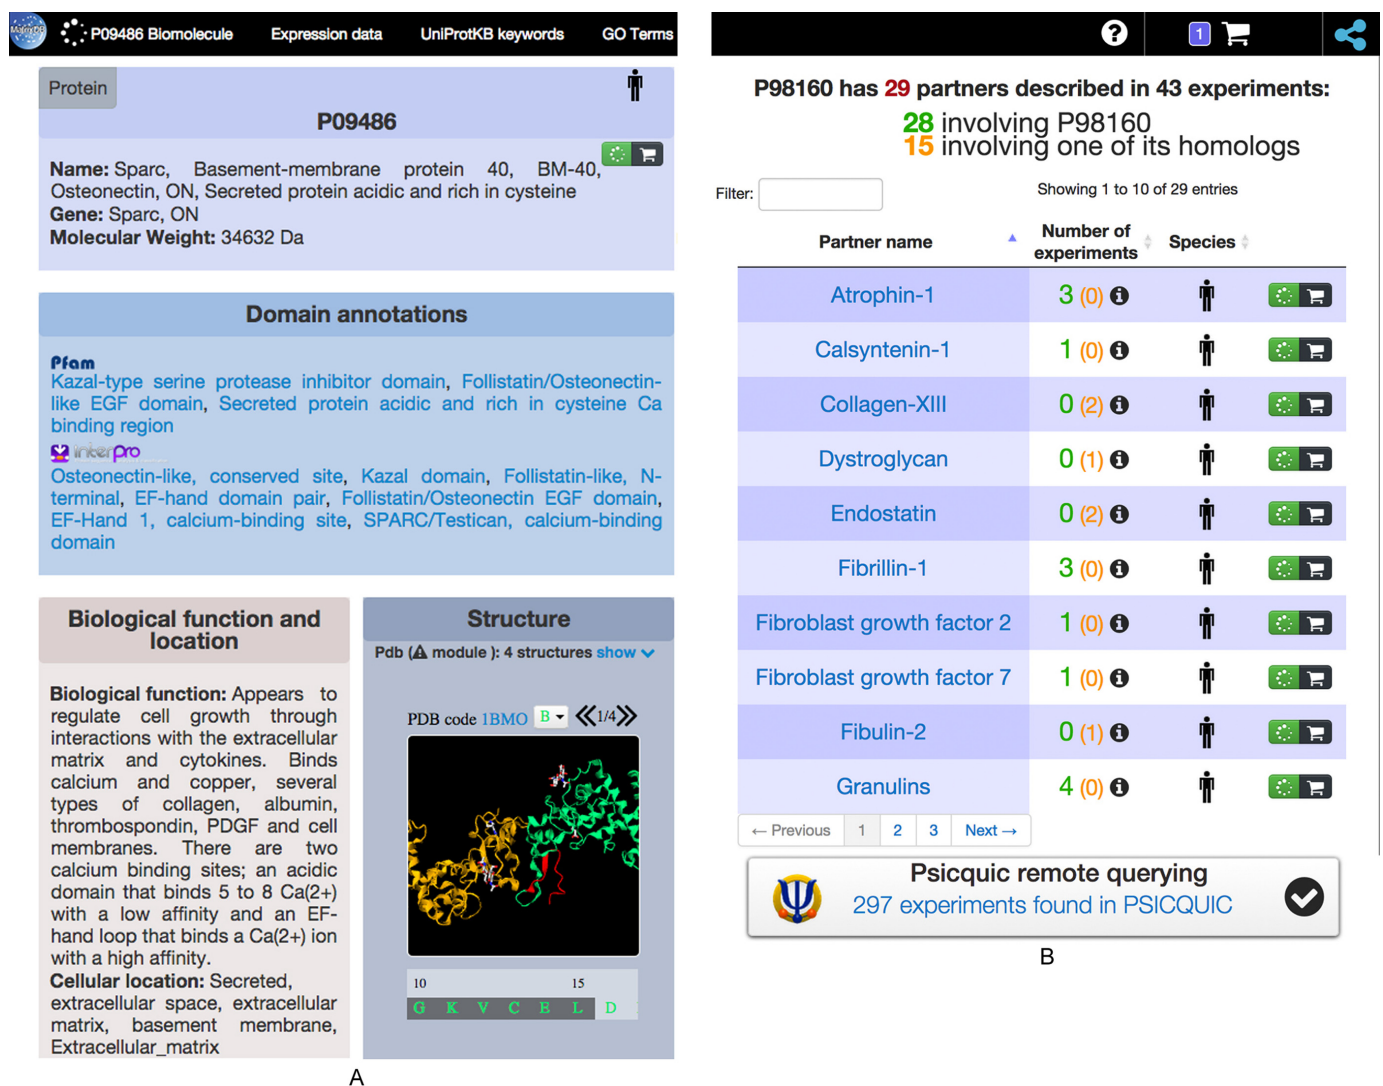 MatrixDB
P09486 Biomolecule Expression data UniProtKB keywords GO Terms
Protein
P09486
Name: Sparc, Basement-membrane protein 40, BM-40,
Osteonectin, ON, Secreted protein acidic and rich in cysteine
Gene: Sparc, ON
Molecular Weight: 34632 Da
Domain annotations
Pfam
Kazal-type serine protease inhibitor domain, Follistatin/Osteonectin-
like EGF domain, Secreted protein acidic and rich in cysteine Ca
binding region
interpro
Osteonectin-like, conserved site, Kazal domain, Follistatin-like, N-
terminal, EF-hand domain pair, Follistatin/Osteonectin EGF domain,
EF-Hand 1, calcium-binding site, SPARC/Testican, calcium-binding
domain
Biological function and
location
Biological function: Appears to
regulate cell growth through
interactions with the extracellular
matrix and cytokines. Binds
calcium and copper, several
types of collagen, albumin,
thrombospondin, PDGF and cell
membranes. There are two
calcium binding sites; an acidic
domain that binds 5 to 8 Ca(2+)
with a low affinity and an EF-
hand loop that binds a Ca(2+) ion
with a high affinity.
Cellular location: Secreted,
extracellular space, extracellular
matrix, basement membrane,
Extracellular_matrix
Structure
Pdb (⚠ module ): 4 structures show
PDB code 1BMO B 1/4
10 15
G K V C E L D
A
? 1
P98160 has 29 partners described in 43 experiments:
28 involving P98160
15 involving one of its homologs
Filter: Showing 1 to 10 of 29 entries
Partner name Number of experiments Species
Atrophin-1 3 (0) i
Calsyntenin-1 1 (0) i
Collagen-XIII 0 (2) i
Dystroglycan 0 (1) i
Endostatin 0 (2) i
Fibrillin-1 3 (0) i
Fibroblast growth factor 2 1 (0) i
Fibroblast growth factor 7 1 (0) i
Fibulin-2 0 (1) i
Granulins 4 (0) i
← Previous 1 2 3 Next →
Psicquic remote querying
297 experiments found in PSICQUIC
B